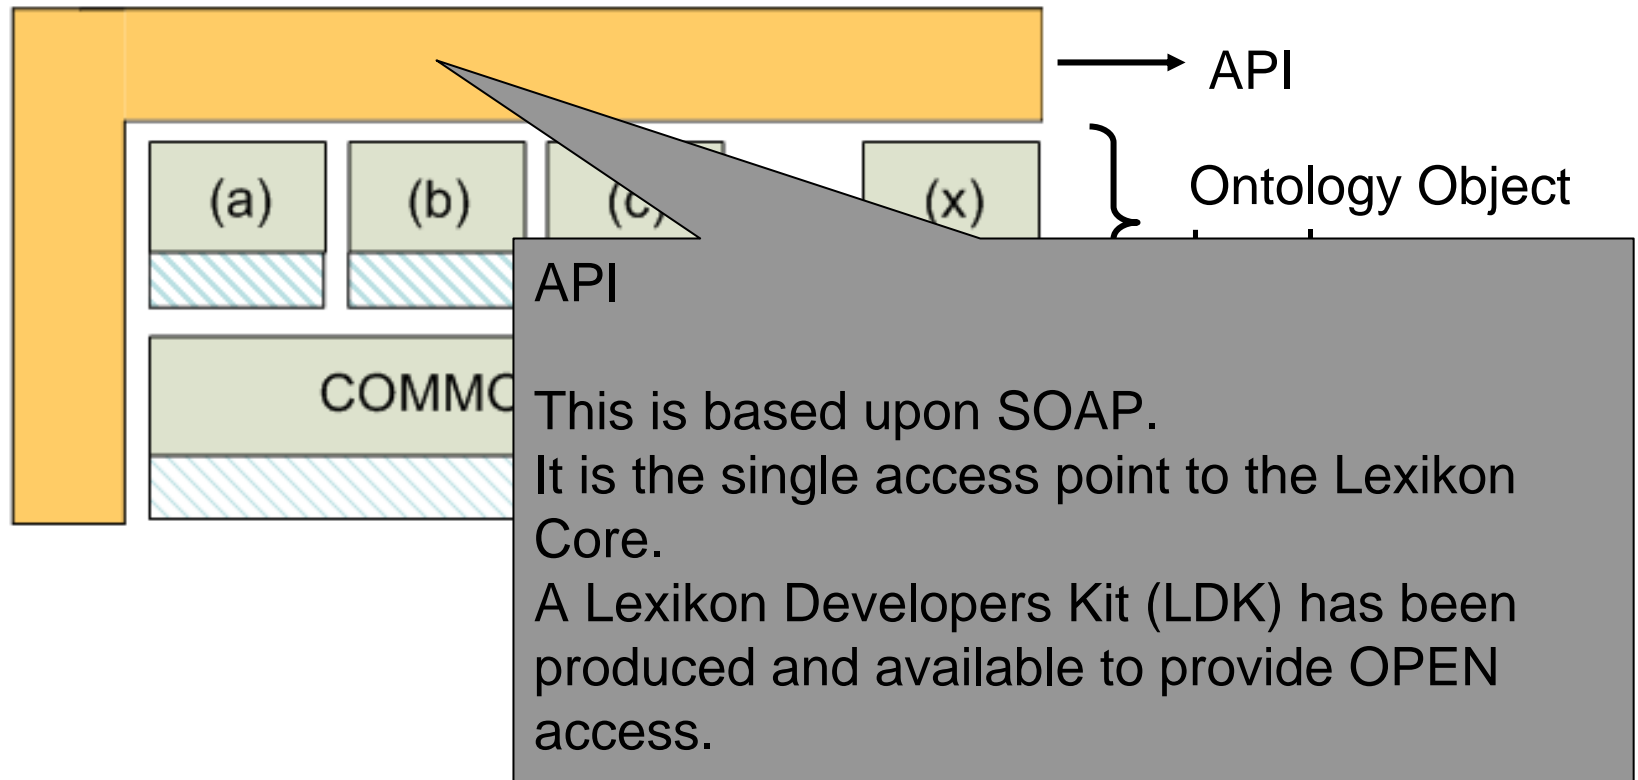 API
(a) (b) (c) (x)
Ontology Object
COMMO
API
This is based upon SOAP.
It is the single access point to the Lexikon
Core.
A Lexikon Developers Kit (LDK) has been
produced and available to provide OPEN
access.